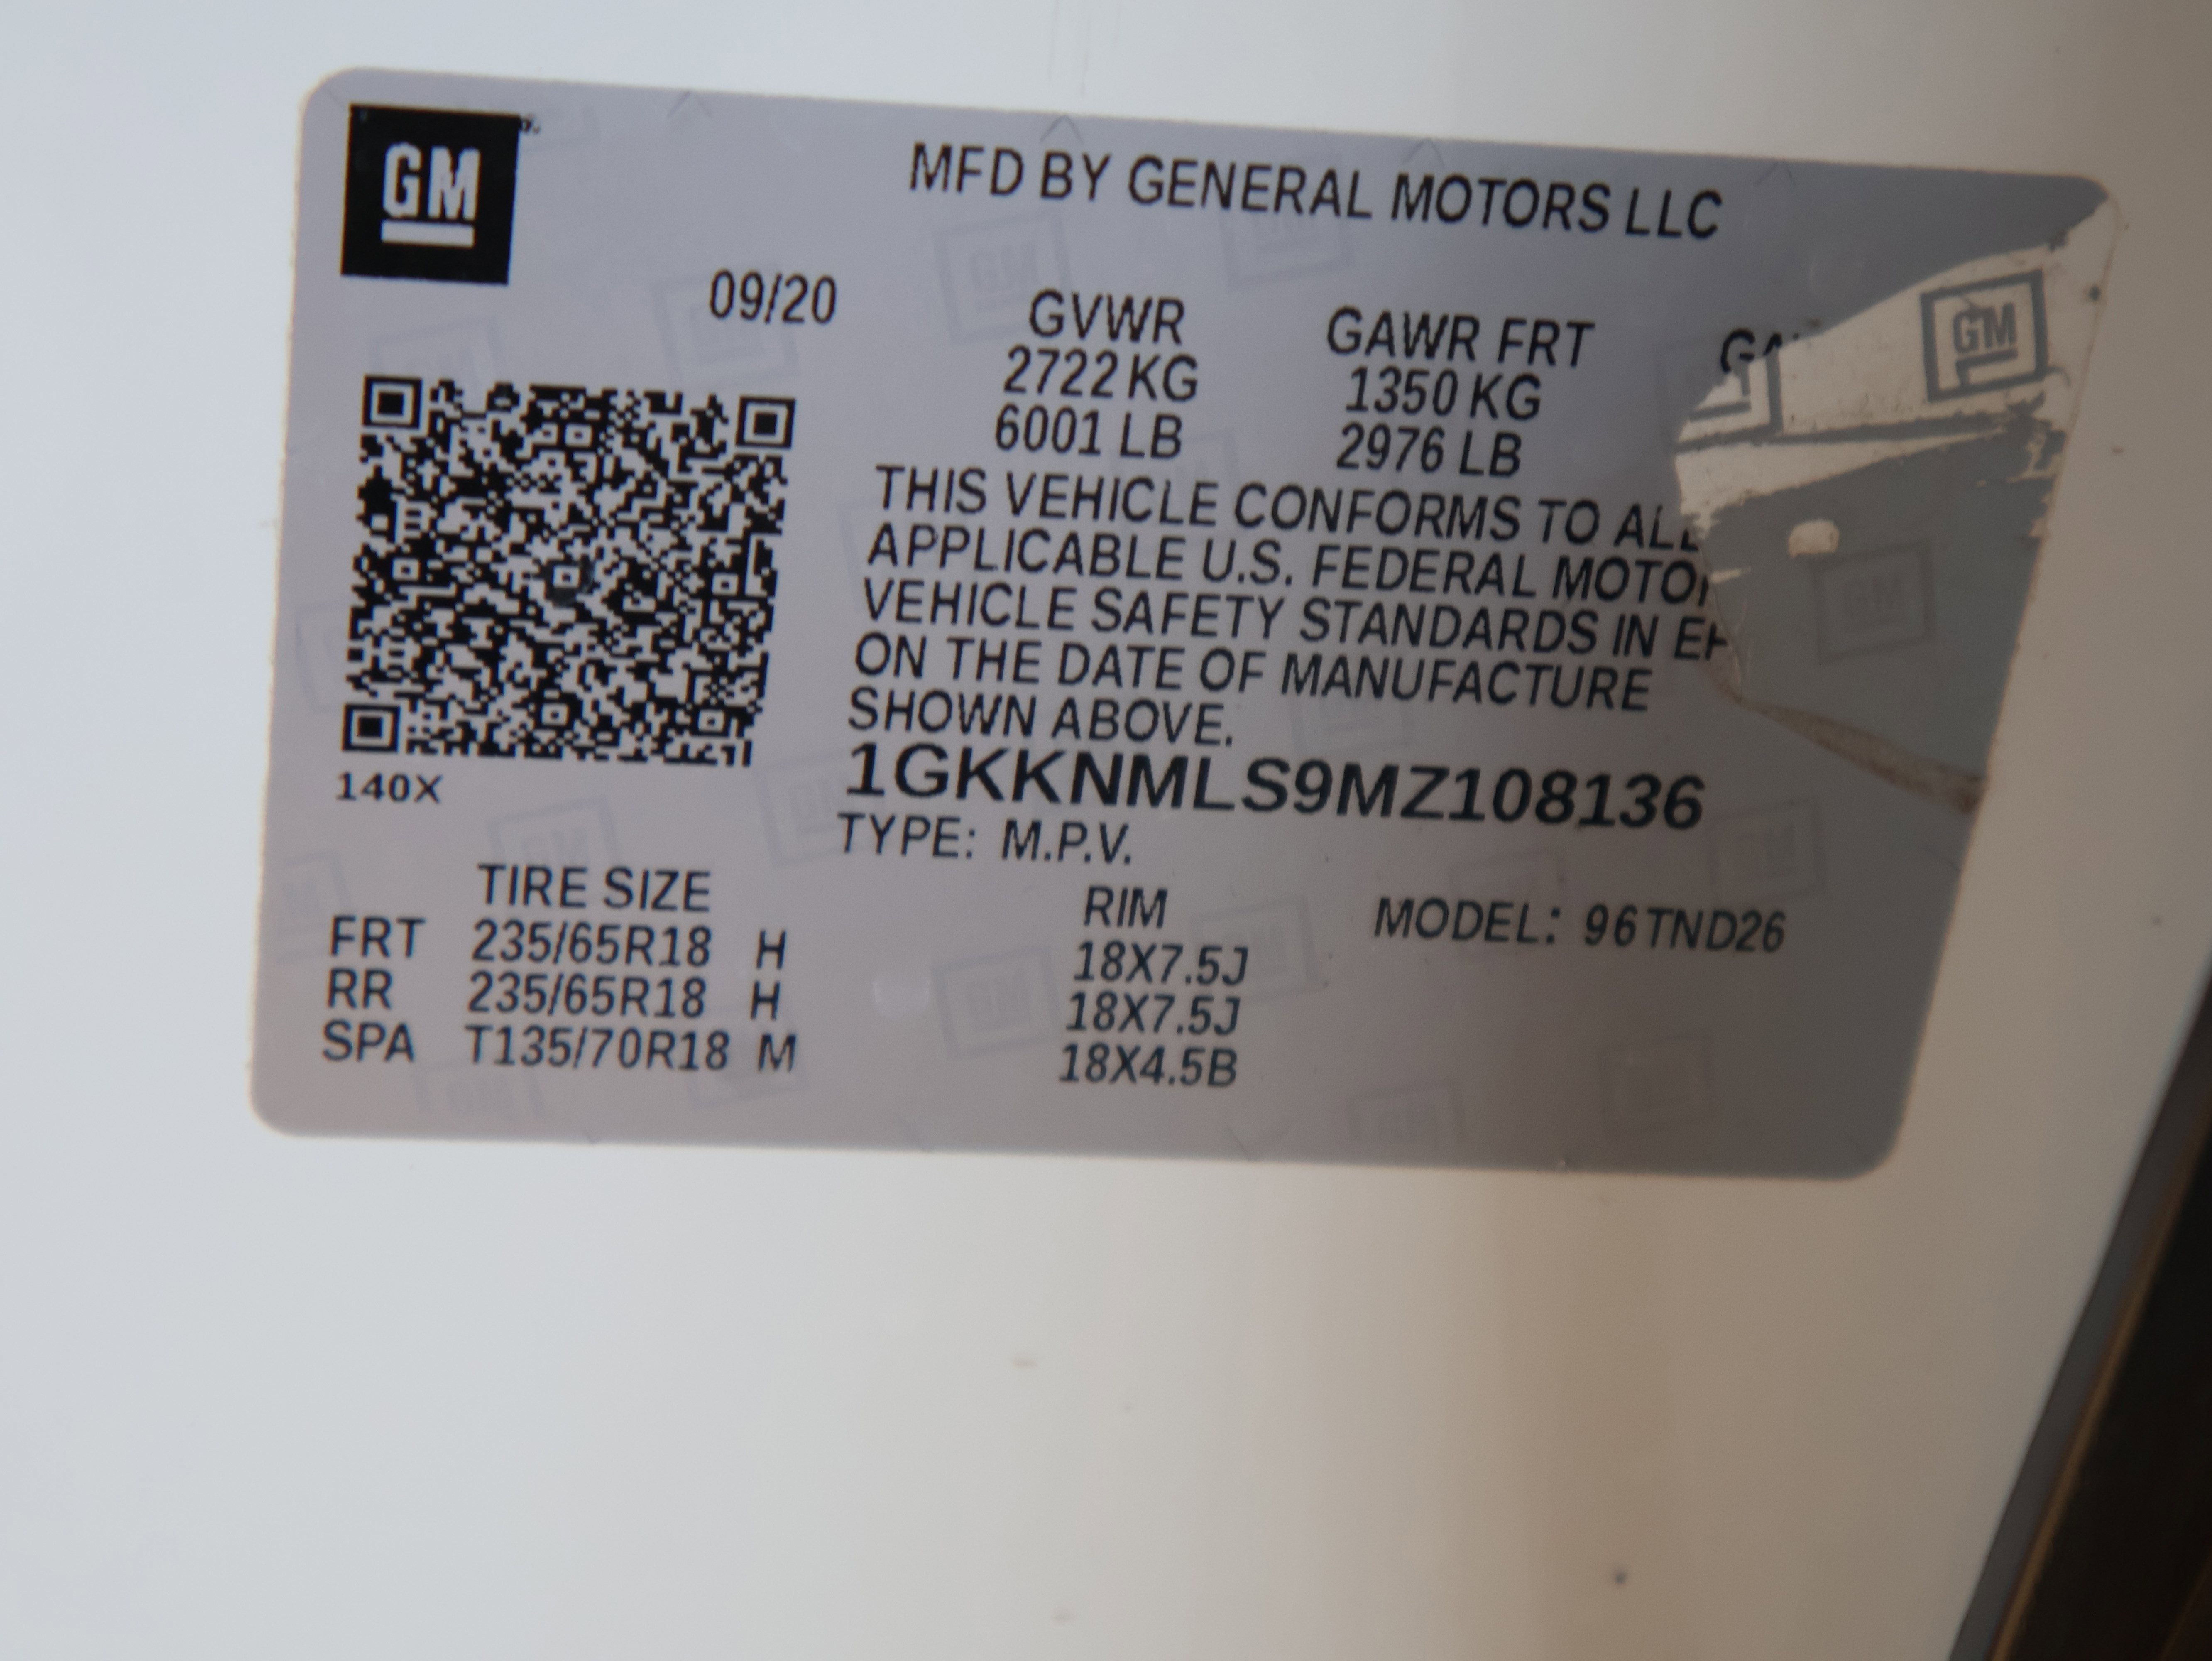 GM
MFD BY GENERAL MOTORS LLC
09/20
GVWR GAWR FRT
2722 KG 1350 KG
6001 LB 2976 LB
THIS VEHICLE CONFORMS TO ALL
APPLICABLE U.S. FEDERAL MOTOR
VEHICLE SAFETY STANDARDS IN
ON THE DATE OF MANUFACTURE
SHOWN ABOVE.
1GKKNMLS9MZ108136
TYPE: M.P.V.
140X
TIRE SIZE RIM MODEL: 96TND26
FRT 235/65R18 H 18X7.5J
RR 235/65R18 H 18X7.5J
SPA T135/70R18 M 18X4.5B
GM